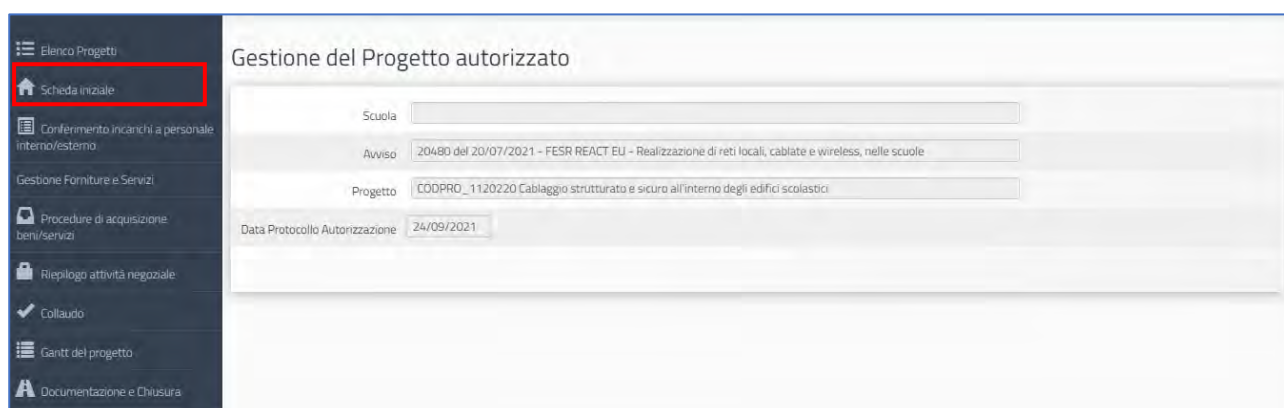 Elenco Progetti
Scheda iniziale
Conferimento incarichi a personale
interno/esterno
Gestione Forniture e Servizi
Procedure di acquisizione
beni/servizi
Riepilogo attività negoziale
Collaudo
Gantt del progetto
Documentazione e Chiusura
Gestione del Progetto autorizzato
Scuola
Avviso 20480 del 20/07/2021 - FESR REACT EU - Realizzazione di reti locali, cablate e wireless, nelle scuole
Progetto CODPRO_1120220 Cablaggio strutturato e sicuro all'interno degli edifici scolastici
Data Protocollo Autorizzazione 24/09/2021